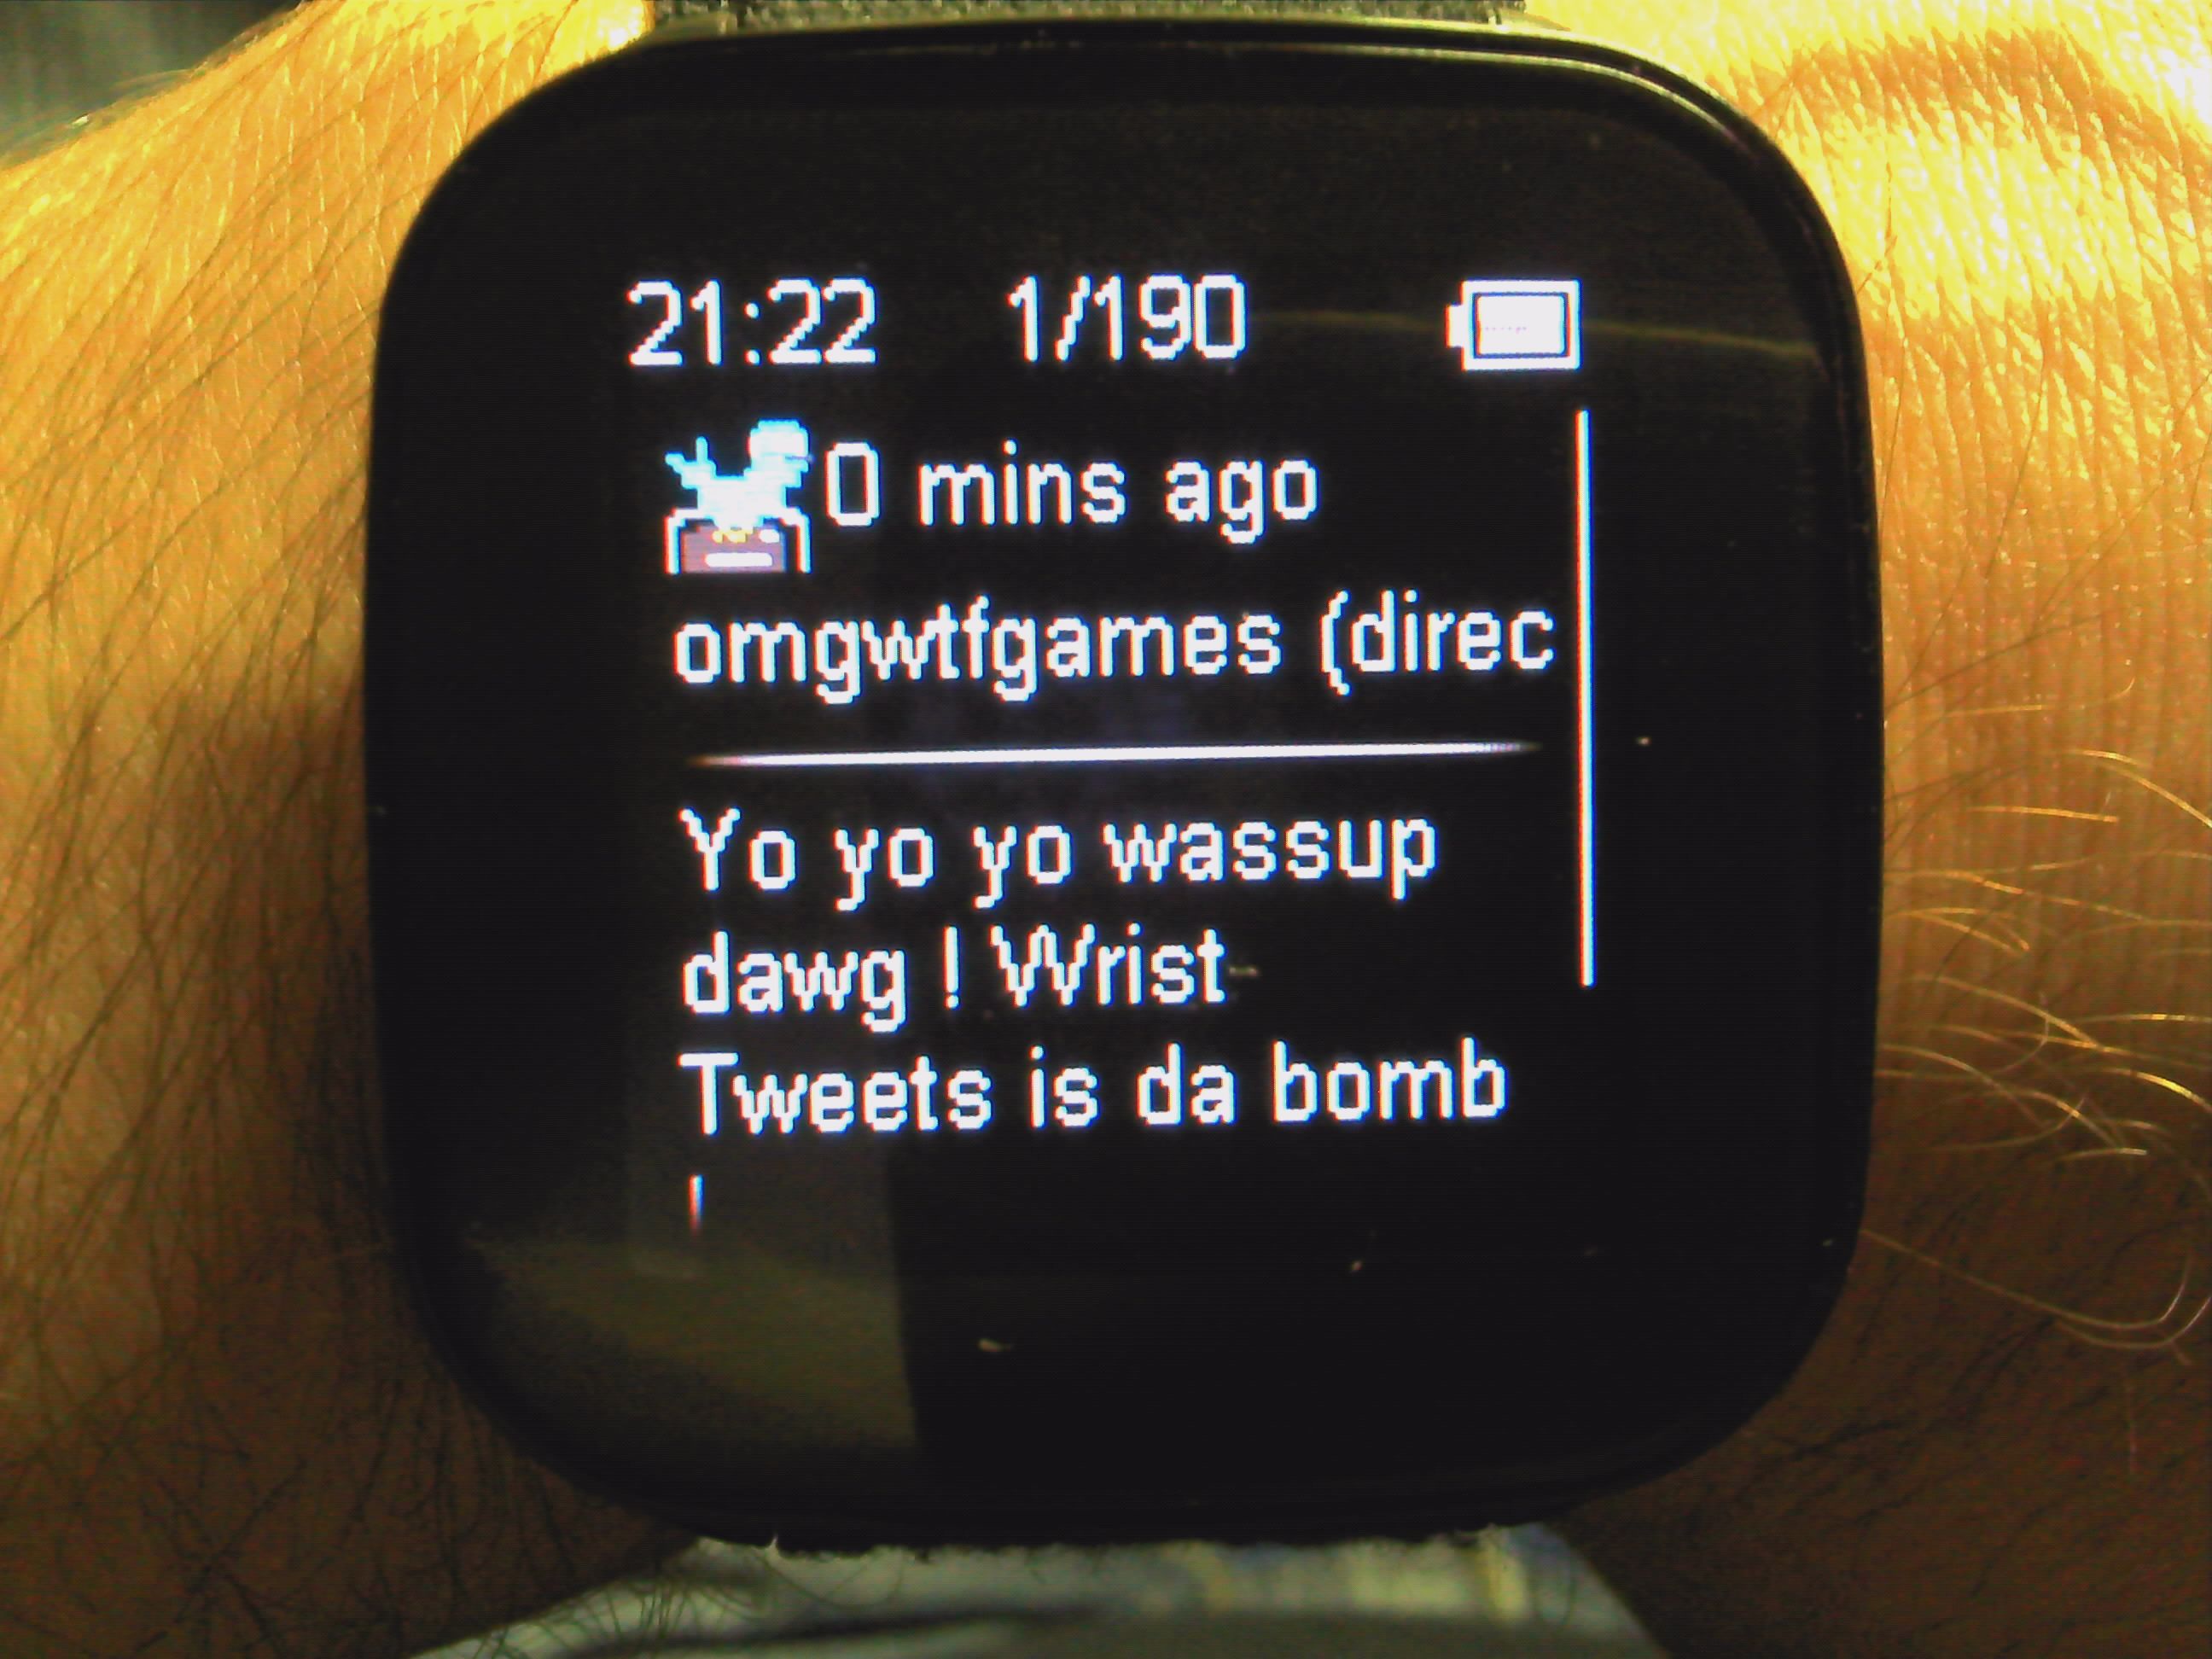 21:22 1/190
0 mins ago
omgwtfgames (direc
Yo yo yo wassup
dawg ! Wrist
Tweets is da bomb